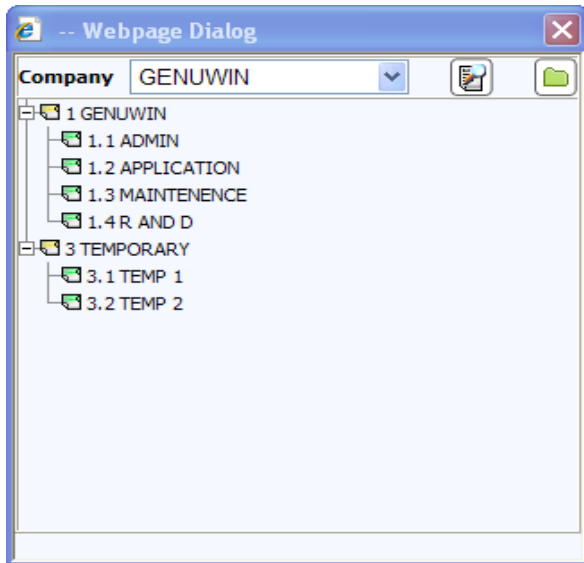 -- Webpage Dialog
Company GENUWIN
1 GENUWIN
1.1 ADMIN
1.2 APPLICATION
1.3 MAINTENENCE
1.4 R AND D
3 TEMPORARY
3.1 TEMP 1
3.2 TEMP 2